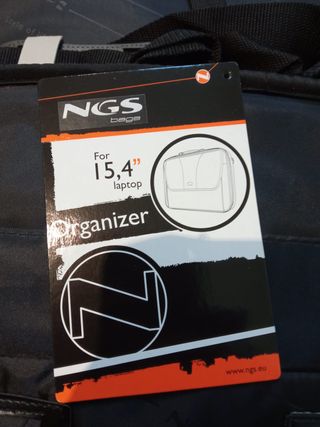 NGS
bags
For
15,4”
laptop
Organizer
www.ngs.eu